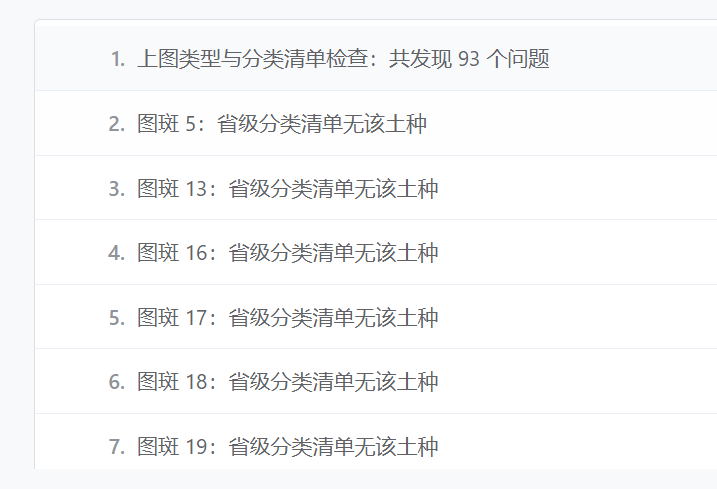 1. 上图类型与分类清单检查：共发现 93 个问题
2. 图斑 5：省级分类清单无该土种
3. 图斑 13：省级分类清单无该土种
4. 图斑 16：省级分类清单无该土种
5. 图斑 17：省级分类清单无该土种
6. 图斑 18：省级分类清单无该土种
7. 图斑 19：省级分类清单无该土种